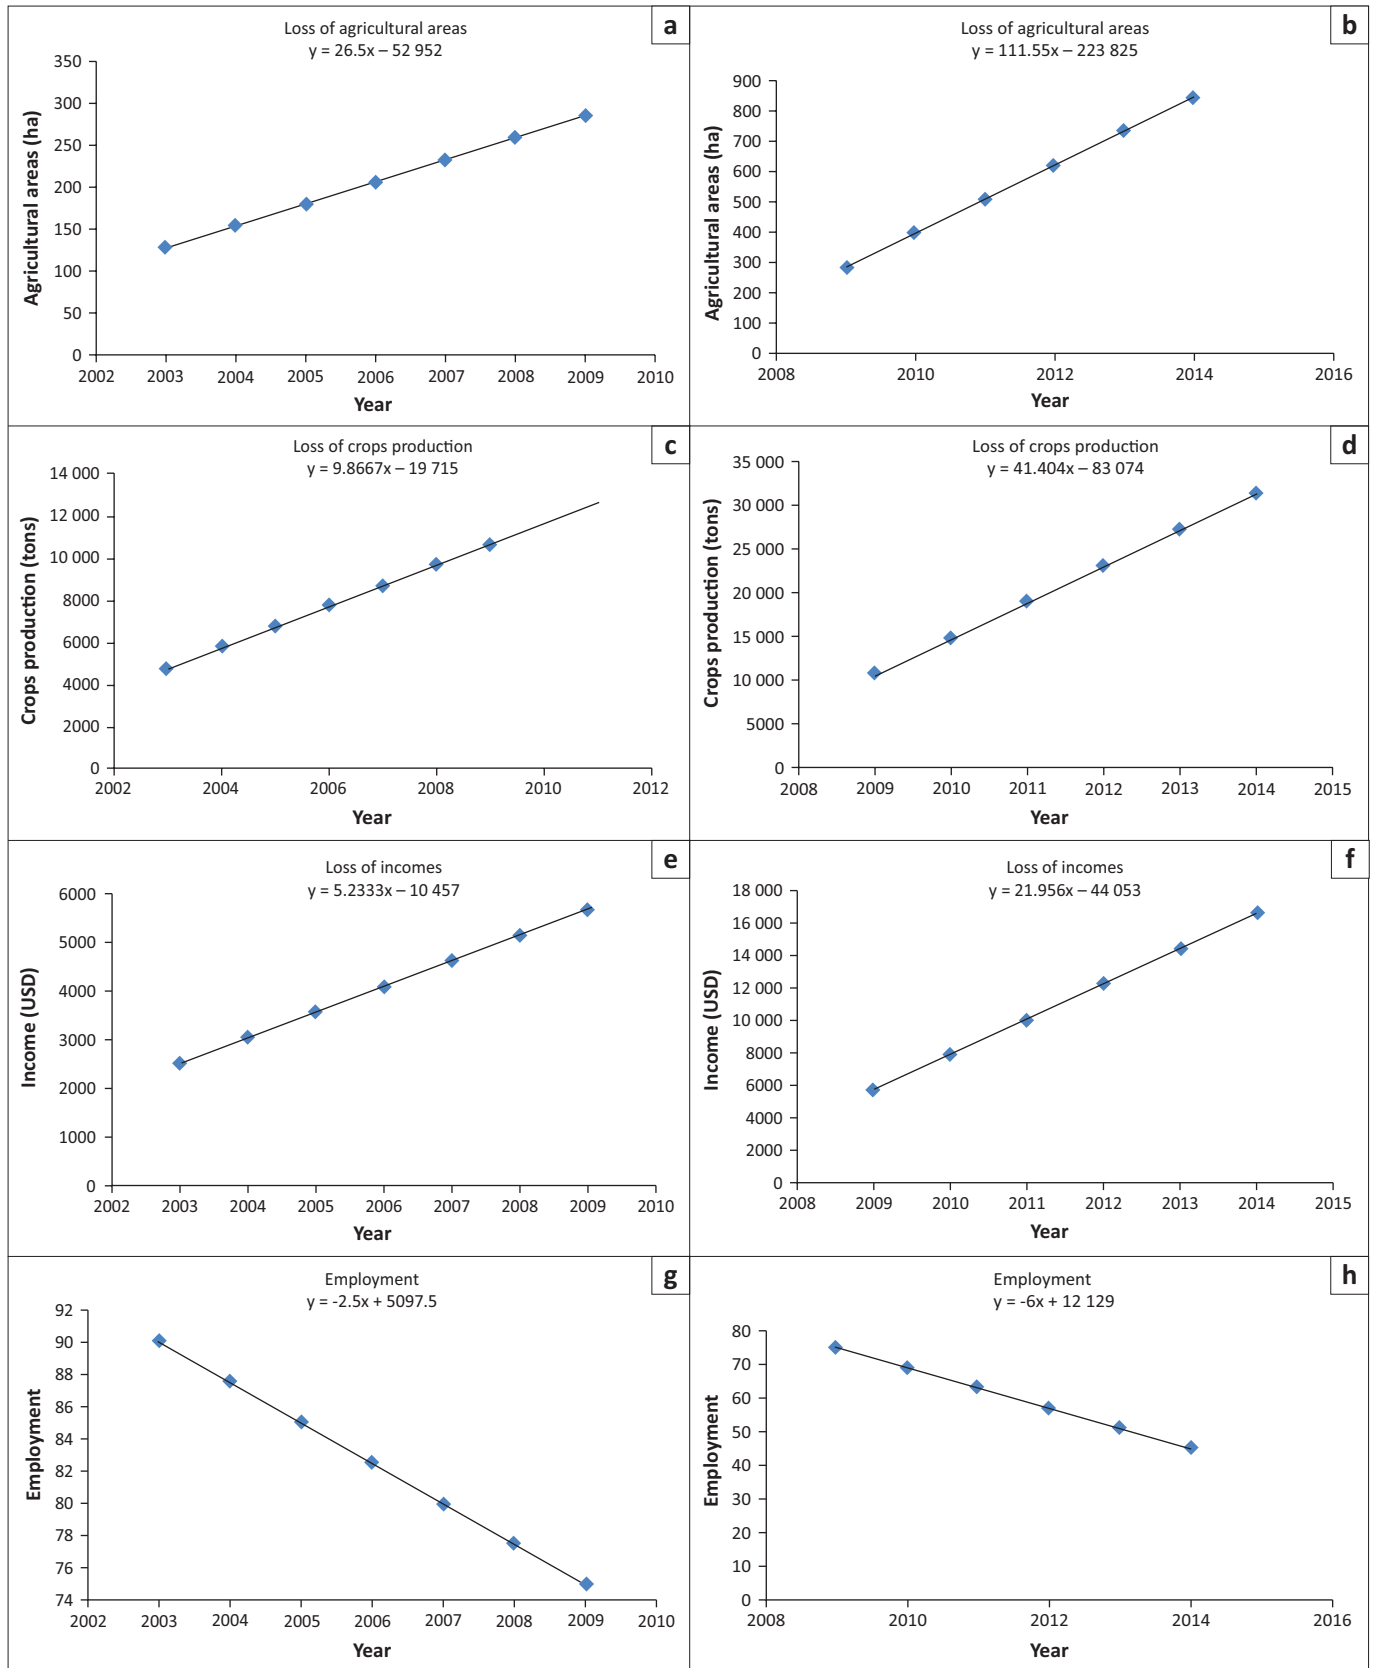 Loss of agricultural areas
y = 26.5x – 52 952
a
350
300
250
200
150
100
50
0
Agricultural areas (ha)
2002 2003 2004 2005 2006 2007 2008 2009 2010
Year
Loss of agricultural areas
y = 111.55x – 223 825
b
900
800
700
600
500
400
300
200
100
0
Agricultural areas (ha)
2008 2010 2012 2014 2016
Year
Loss of crops production
y = 9.8667x – 19 715
c
14 000
12 000
10 000
8000
6000
4000
2000
0
Crops production (tons)
2002 2004 2006 2008 2010 2012
Year
Loss of crops production
y = 41.404x – 83 074
d
35 000
30 000
25 000
20 000
15 000
10 000
5000
0
Crops production (tons)
2008 2009 2010 2011 2012 2013 2014 2015
Year
Loss of incomes
y = 5.2333x – 10 457
e
6000
5000
4000
3000
2000
1000
0
Income (USD)
2002 2003 2004 2005 2006 2007 2008 2009 2010
Year
Loss of incomes
y = 21.956x – 44 053
f
18 000
16 000
14 000
12 000
10 000
8000
6000
4000
2000
0
Income (USD)
2008 2009 2010 2011 2012 2013 2014 2015
Year
Employment
y = -2.5x + 5097.5
g
92
90
88
86
84
82
80
78
76
74
Employment
2002 2003 2004 2005 2006 2007 2008 2009 2010
Year
Employment
y = -6x + 12 129
h
80
70
60
50
40
30
20
10
0
Employment
2008 2010 2012 2014 2016
Year